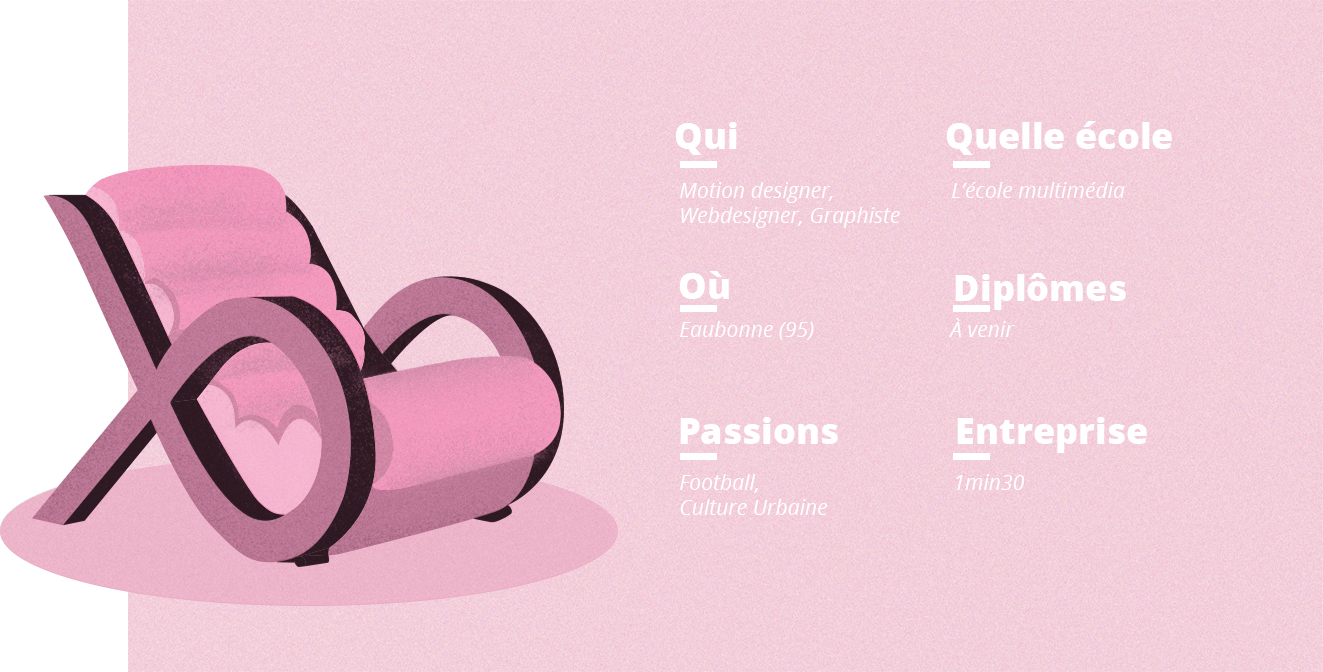 Qui
Motion designer,
Webdesigner, Graphiste
Quelle école
L'école multimédia
Où
Eaubonne (95)
Diplômes
À venir
Passions
Football,
Culture Urbaine
Entreprise
1min30